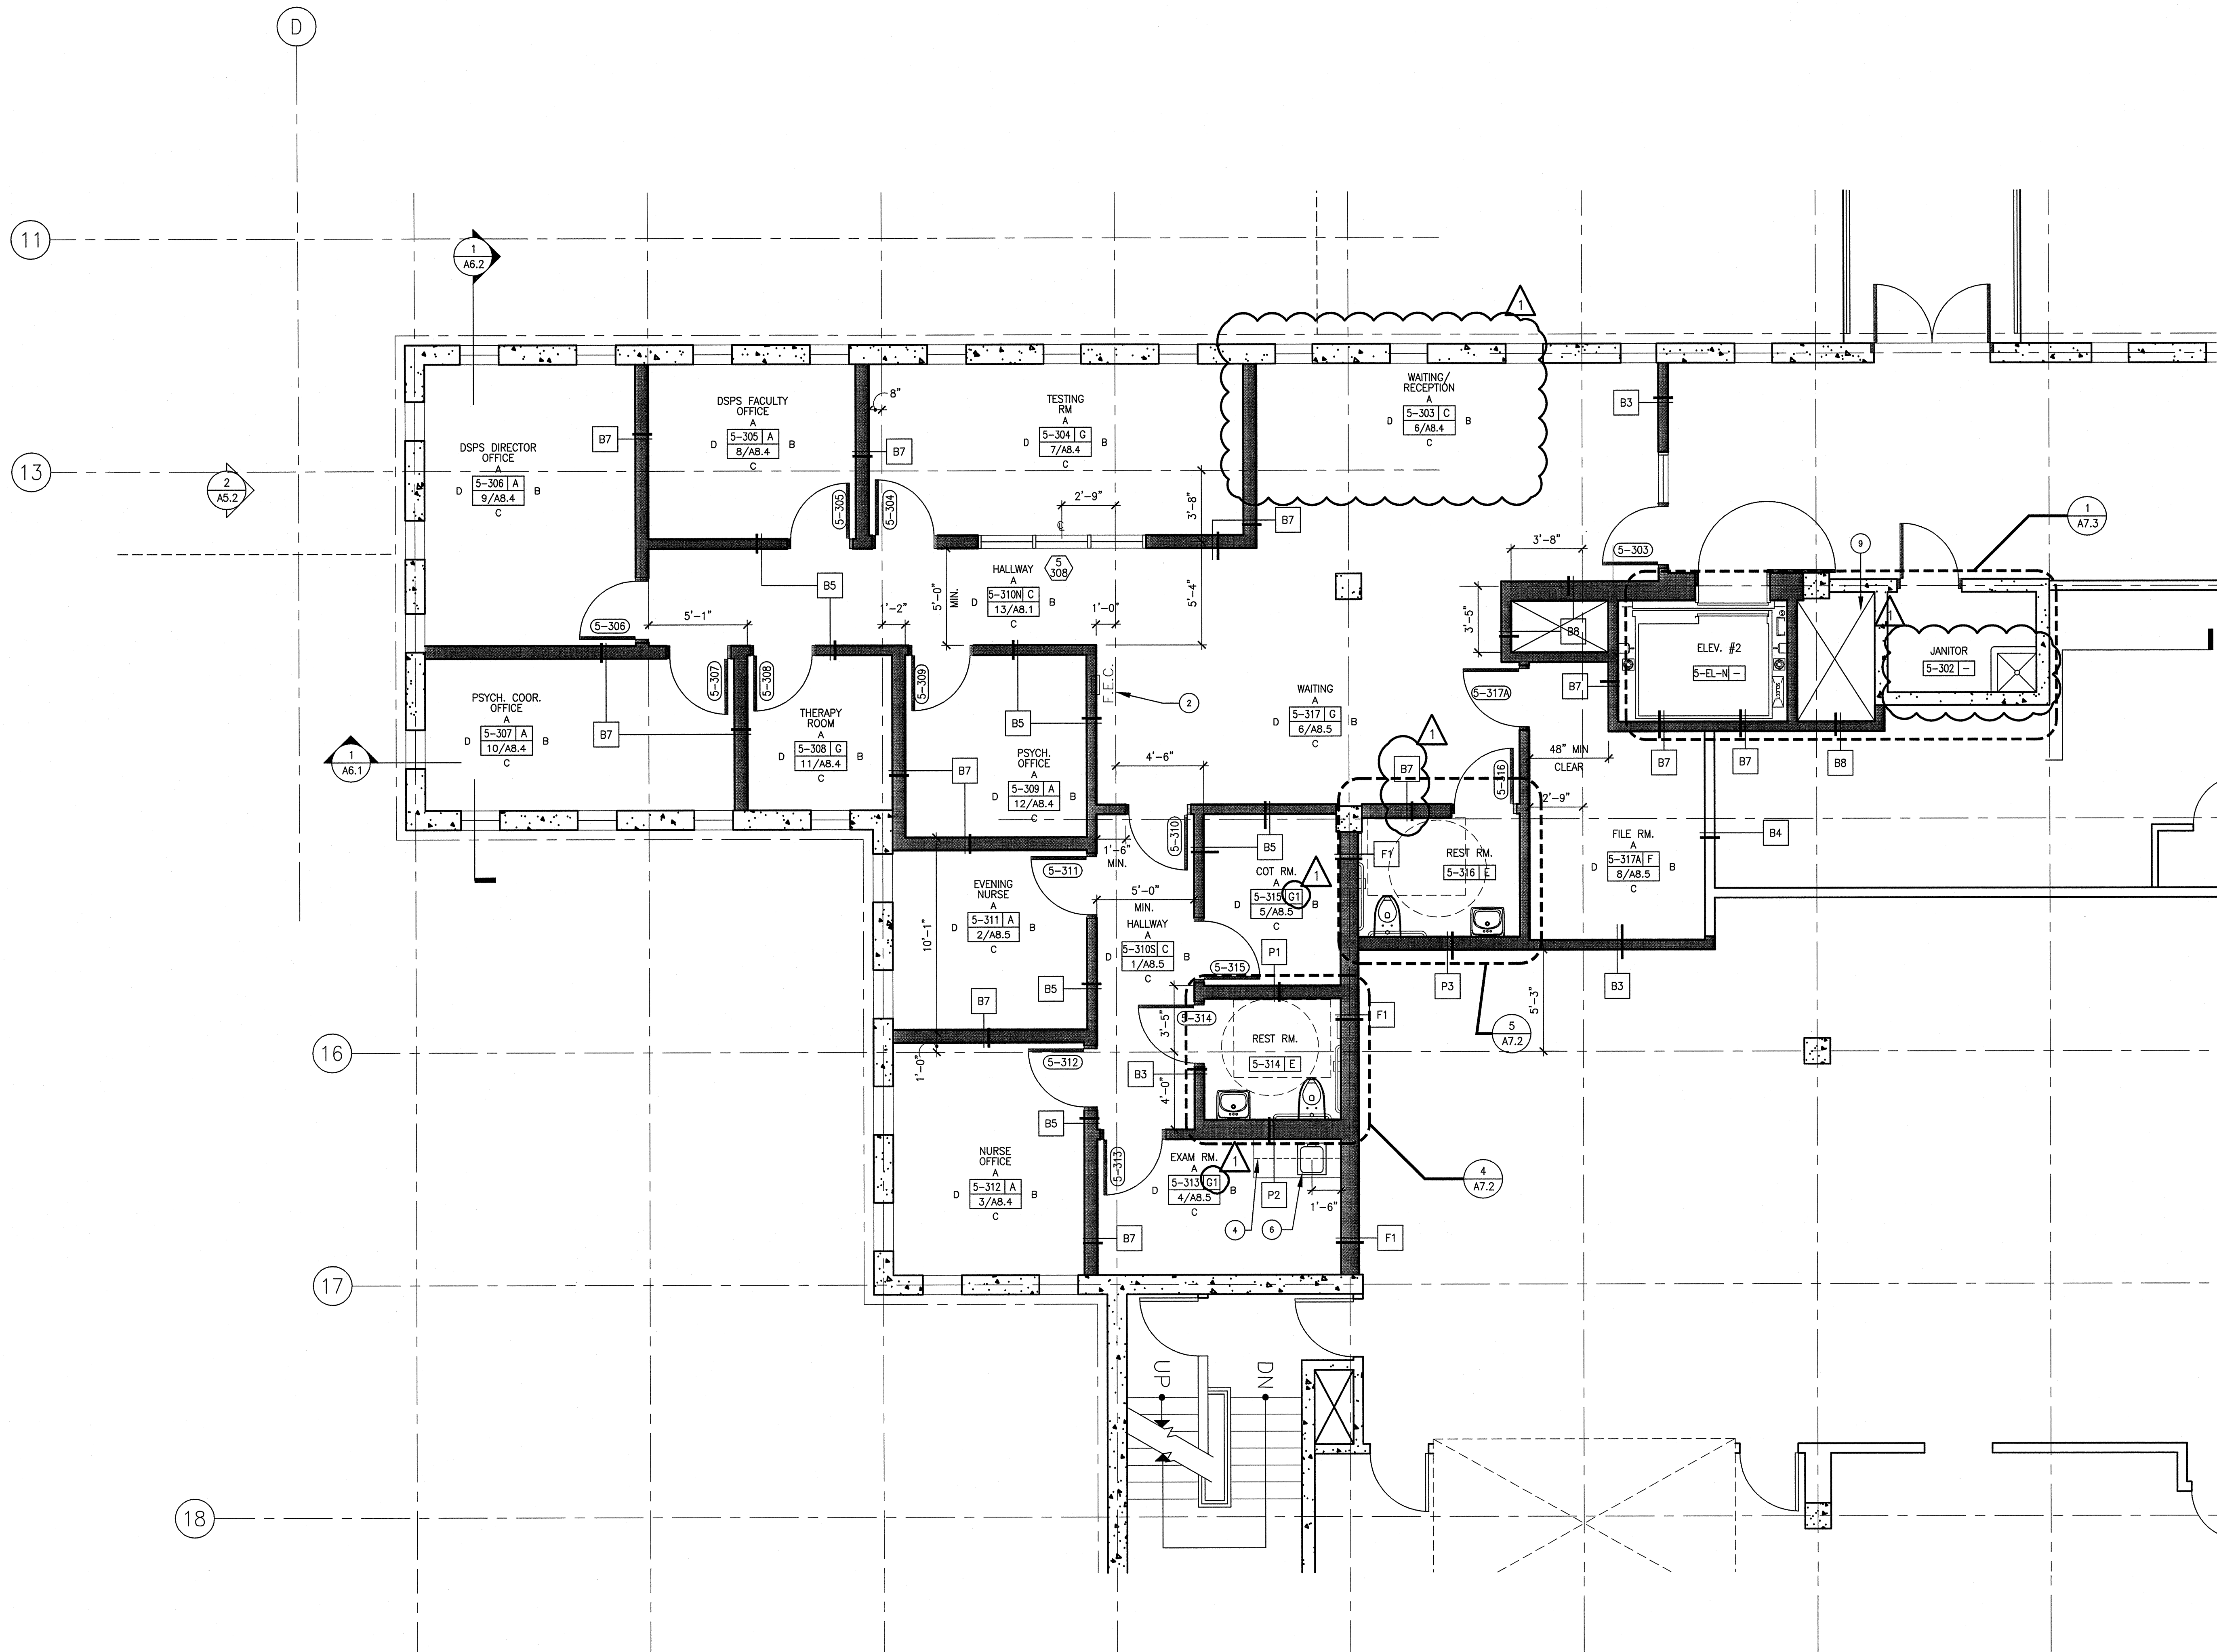 D
11
1
A6.2
1
WAITING/
RECEPTION
A
5-303 C
6/A8.4
D
B
C
DSPS FACULTY
OFFICE
A
5-305 A
8/A8.4
D
B
C
8"
TESTING
RM
A
5-304 G
7/A8.4
D
B
C
B3
B7
B7
DSPS DIRECTOR
OFFICE
A
5-306 A
9/A8.4
D
B
C
13
2
A5.2
5-305
5-304
2'-9"
℄
3'-8"
B7
1
A7.3
9
3'-8"
5-303
B5
HALLWAY
A
5-310N C
13/A8.1
D
B
C
5
308
5'-0"
MIN.
1'-2"
1'-0"
5'-4"
5-306
5'-1"
3'-5"
B8
ELEV. #2
5-EL-N -
1
JANITOR
5-302 -
5-307
5-308
5-309
F.E.C.
2
B5
B7
5-317A
B7
PSYCH. COOR.
OFFICE
A
5-307 A
10/A8.4
D
B
C
THERAPY
ROOM
A
5-308 G
11/A8.4
D
B
C
WAITING
A
5-317 G
6/A8.5
D
B
C
1
A6.1
B7
PSYCH.
OFFICE
A
5-309 A
12/A8.4
D
B
C
4'-6"
1
B7
5-316
48" MIN
CLEAR
B7
B7
B8
2'-9"
5-310
1'-6"
MIN.
B5
F1
REST RM.
5-316 E
FILE RM.
A
5-317A F
8/A8.5
D
B
C
B4
5-311
EVENING
NURSE
A
5-311 A
2/A8.5
D
B
C
10'-1"
5'-0"
MIN.
COT RM.
A
5-315 G1
5/A8.5
D
B
C
1
HALLWAY
A
5-310S C
1/A8.5
D
B
C
P1
5-315
B5
B7
P3
B3
5'-3"
16
5-314
3'-5"
F1
5
A7.2
REST RM.
5-314 E
1'-0"
5-312
B3
4'-0"
B5
NURSE
OFFICE
A
5-312 A
3/A8.4
D
B
C
5-313
EXAM RM.
A
5-313 G1
4/A8.5
D
B
C
1
P2
1'-6"
4
A7.2
4
6
B7
F1
17
UP
DN
18